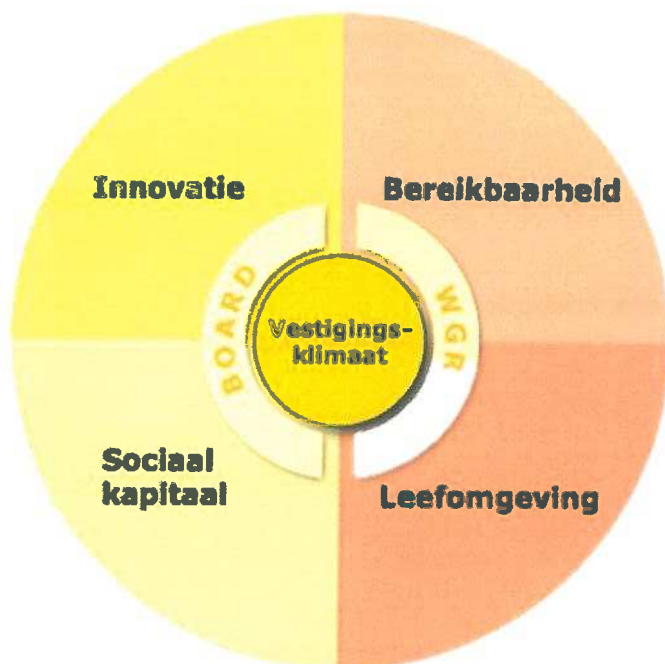 Innovatie
Bereikbaarheid
BOARD
Vestigings-
klimaat
WGR
Sociaal
kapitaal
Leefomgeving